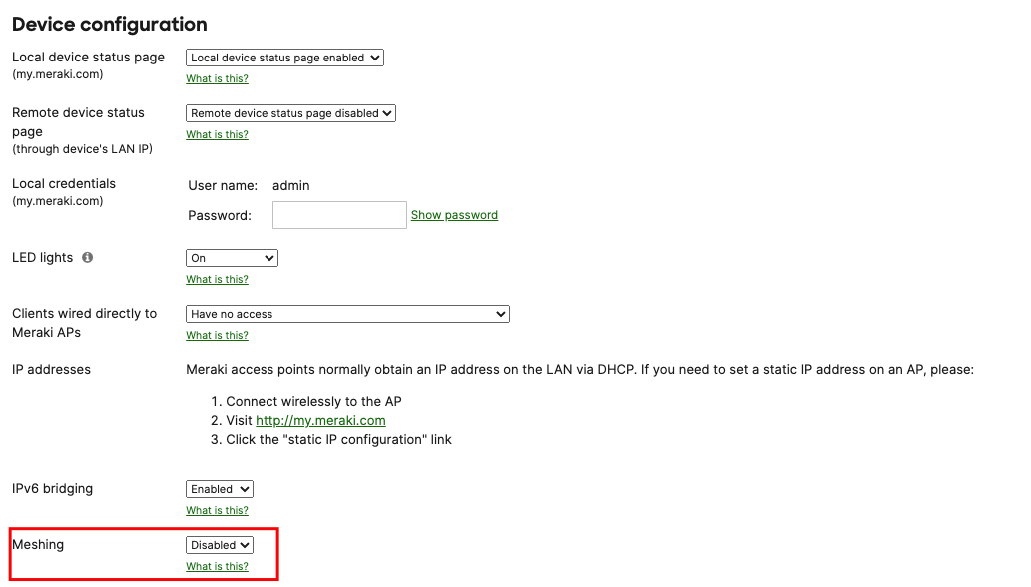 Device configuration
Local device status page
(my.meraki.com)
Local device status page enabled
What is this?
Remote device status
page
(through device's LAN IP)
Remote device status page disabled
What is this?
Local credentials
(my.meraki.com)
User name: admin
Password:
Show password
LED lights
On
What is this?
Clients wired directly to
Meraki APs
Have no access
What is this?
IP addresses
Meraki access points normally obtain an IP address on the LAN via DHCP. If you need to set a static IP address on an AP, please:
1. Connect wirelessly to the AP
2. Visit http://my.meraki.com
3. Click the "static IP configuration" link
IPv6 bridging
Enabled
What is this?
Meshing
Disabled
What is this?